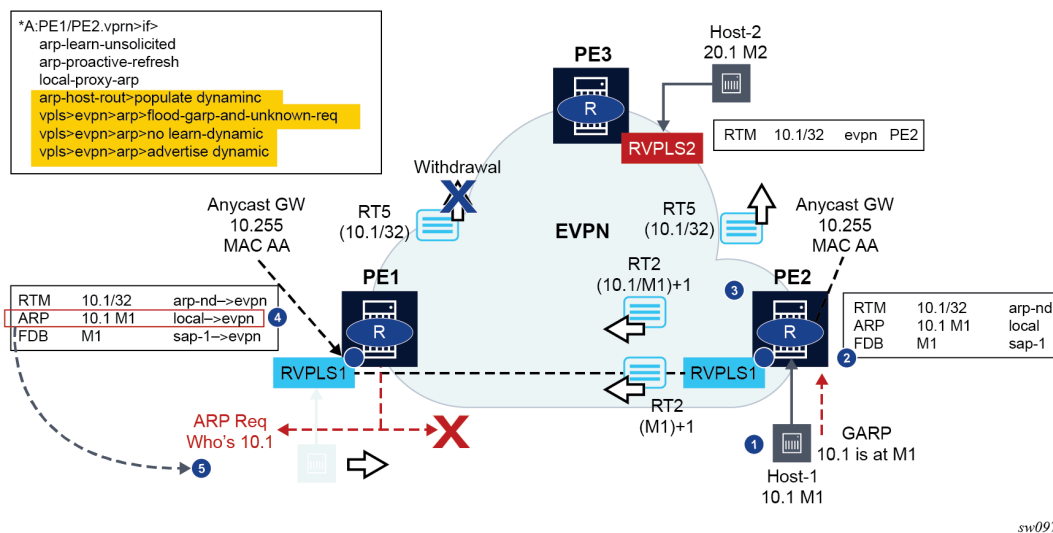 *A:PE1/PE2.vprn>if>
arp-learn-unsolicited
arp-proactive-refresh
local-proxy-arp
arp-host-rout>populate dynaminc
vpls>evpn>arp>flood-garp-and-unknown-req
vpls>evpn>arp>no learn-dynamic
vpls>evpn>arp>advertise dynamic
Host-2
20.1 M2
PE3
R
RVPLS2
RTM 10.1/32 evpn PE2
Withdrawal
X
RT5
(10.1/32)
Anycast GW
10.255
MAC AA
EVPN
RT5
(10.1/32)
Anycast GW
10.255
MAC AA
RT2
(10.1/M1)+1
PE1
R
3
PE2
R
RTM 10.1/32 arp-nd–>evpn
ARP 10.1 M1 local–>evpn
FDB M1 sap-1–>evpn
4
RTM 10.1/32 arp-nd
ARP 10.1 M1 local
FDB M1 sap-1
2
RVPLS1
RVPLS1
RT2
(M1)+1
ARP Req
Who's 10.1
X
5
1
Host-1
10.1 M1
GARP
10.1 is at M1
sw097